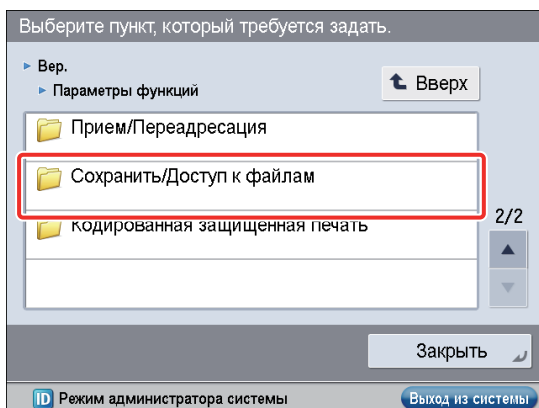 Выберите пункт, который требуется задать.
Вер.
Параметры функций
Вверх
Прием/Переадресация
Сохранить/Доступ к файлам
Кодированная защищенная печать
2/2
Закрыть
ID Режим администратора системы
Выход из системы